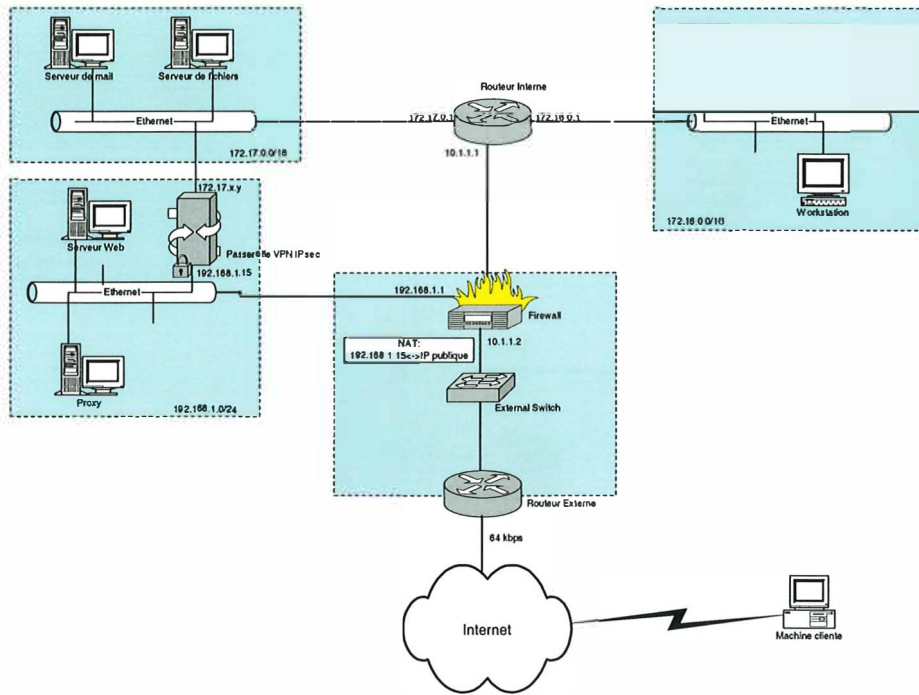 Serveur de mail
Serveur de fichiers
Ethernet
172.17.0.0/16
Routeur Interne
172.17.0.1
172.16.0.1
10.1.1.1
Ethernet
Workstation
172.16.0.0/16
172.17.x.y
Serveur Web
Passerelle VPN IPsec
192.168.1.15
Ethernet
Proxy
192.168.1.0/24
192.168.1.1
Firewall
10.1.1.2
NAT:
192.168.1.15<->IP publique
External Switch
Routeur Externe
64 kbps
Internet
Machine cliente